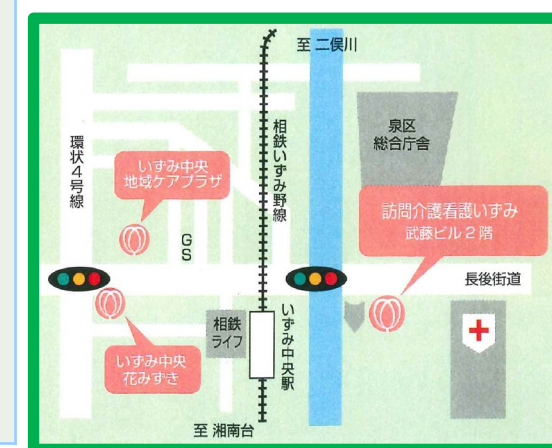 至 二俣川
環状4号線
相鉄いずみ野線
泉区
総合庁舎
いずみ中央
地域ケアプラザ
訪問介護看護いずみ
武藤ビル2階
GS
長後街道
相鉄
ライフ
いずみ中央駅
いずみ中央
花みずき
至 湘南台